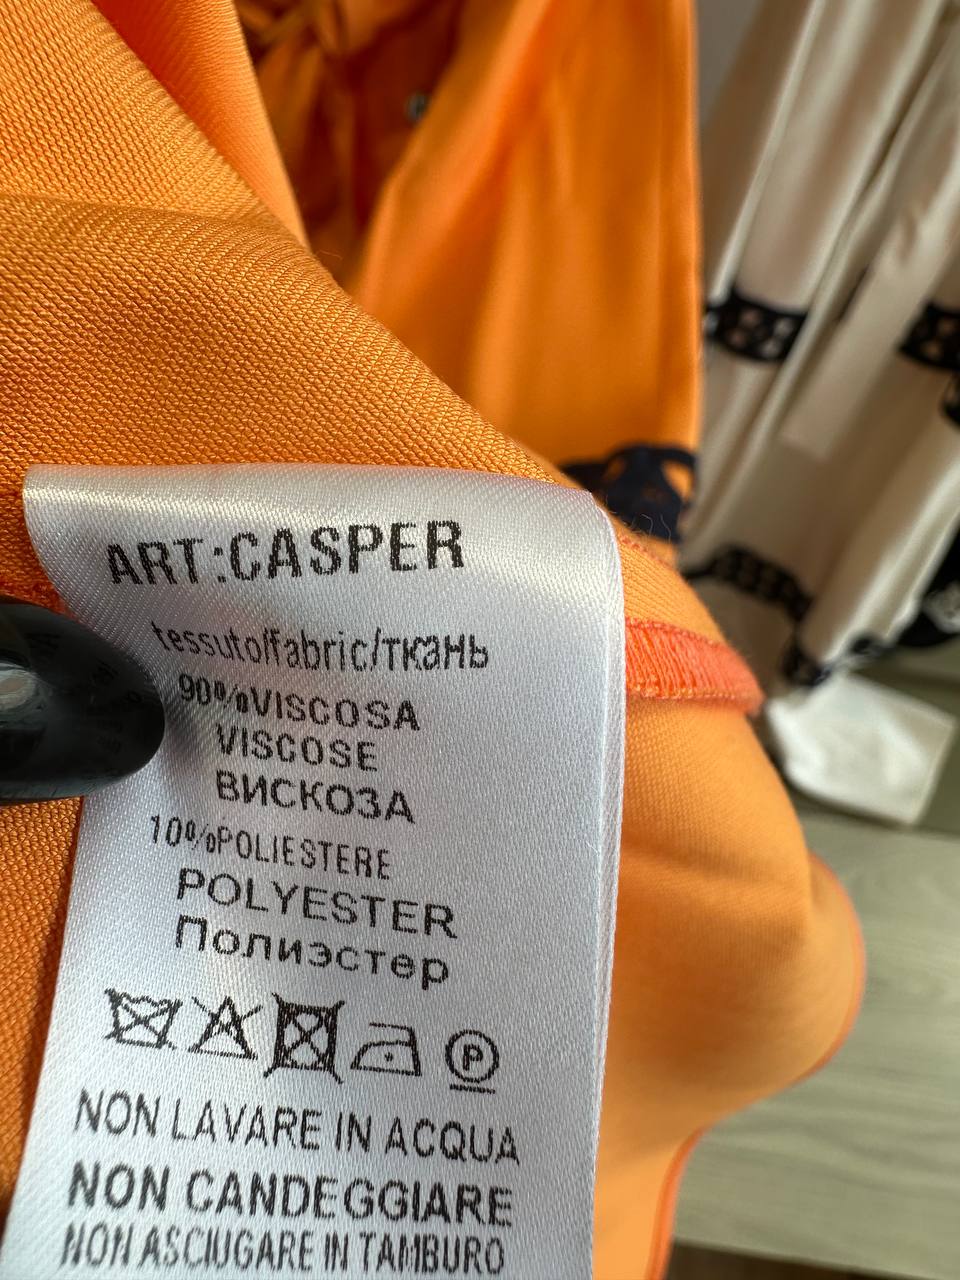 ART:CASPER
tessuto/fabric/ткань
90%VISCOSA
VISCOSE
ВИСКОЗА
10%POLIESTERE
POLYESTER
Полиэстер
P
NON LAVARE IN ACQUA
NON CANDEGGIARE
NON ASCIUGARE IN TAMBURO